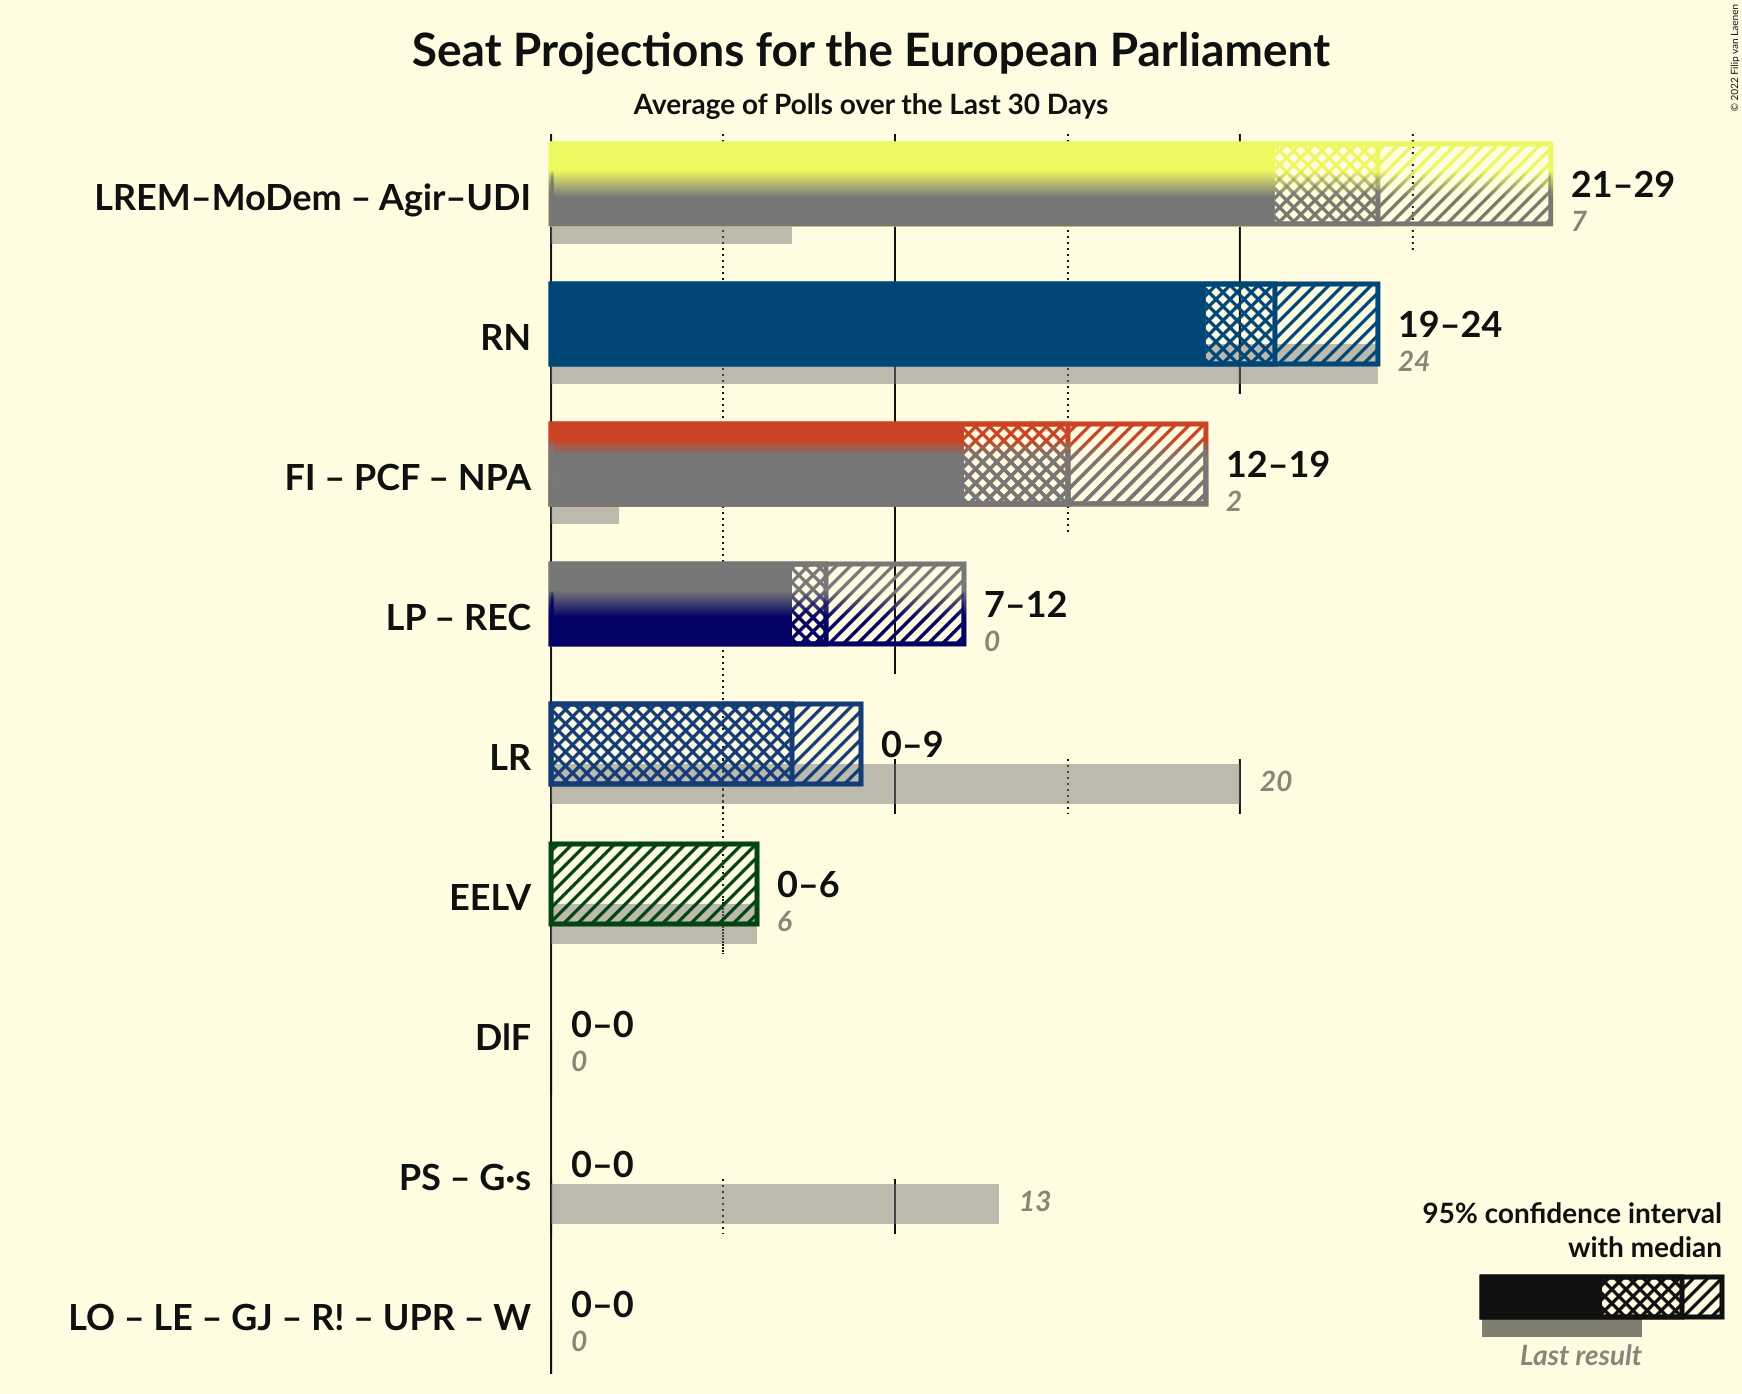 Seat Projections for the European Parliament
Average of Polls over the Last 30 Days
© 2022 Filip van Laenen
LREM–MoDem – Agir–UDI
21–29
7
RN
19–24
24
FI – PCF – NPA
12–19
2
LP – REC
7–12
0
LR
0–9
20
EELV
0–6
6
DlF
0–0
0
PS – G·s
0–0
13
LO – LE – GJ – R! – UPR – W
0–0
0
95% confidence interval
with median
Last result